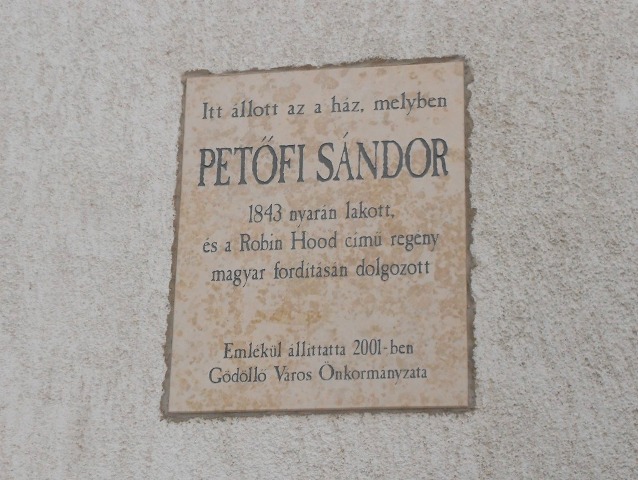 Itt állott az a ház, melyben
PETŐFI SÁNDOR
1843 nyarán lakott,
és a Robin Hood című regény
magyar fordításán dolgozott
Emlékül állíttatta 2001-ben
Gödöllő Város Önkormányzata